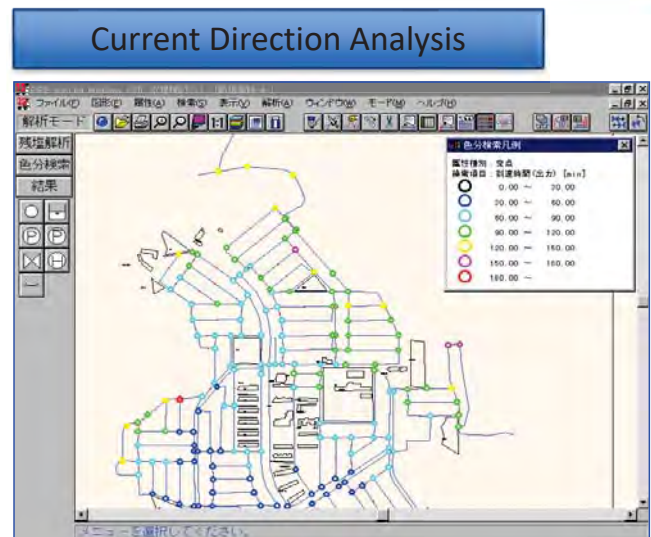 Current Direction Analysis
ファイル(F) 図形(E) 属性(A) 検索(S) 表示(V) 解析(A) ウィンドウ(W) モード(M) ヘルプ(H)
解析モード
1:1
残塩解析
色分検索
結果
P P
H
色分検索凡例
属性種別 : 交点
検索項目 : 到達時間(出力) [min]
0.00 ~ 30.00
30.00 ~ 60.00
60.00 ~ 90.00
90.00 ~ 120.00
120.00 ~ 150.00
150.00 ~ 180.00
180.00 ~
メニューを選択してください。